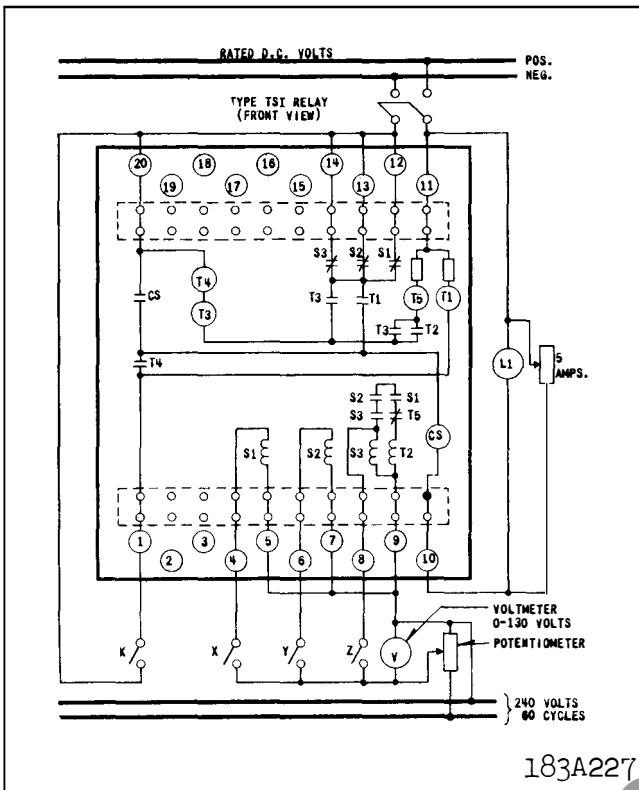 RATED D.C. VOLTS
POS.
NEG.
TYPE TSI RELAY
(FRONT VIEW)
20 18 16 14 12
19 17 15 13 11
S3 S2 S1
T4
CS
T3 T1 T5 T1
T3
T3 T2
T4
L1
5
AMPS.
S2 S1
S3 T5
CS
S1 S2 S3 T2
1 3 4 5 6 7 8 9 10
2
VOLTMETER
0-130 VOLTS
POTENTIOMETER
K X Y Z V
240 VOLTS
60 CYCLES
183A227